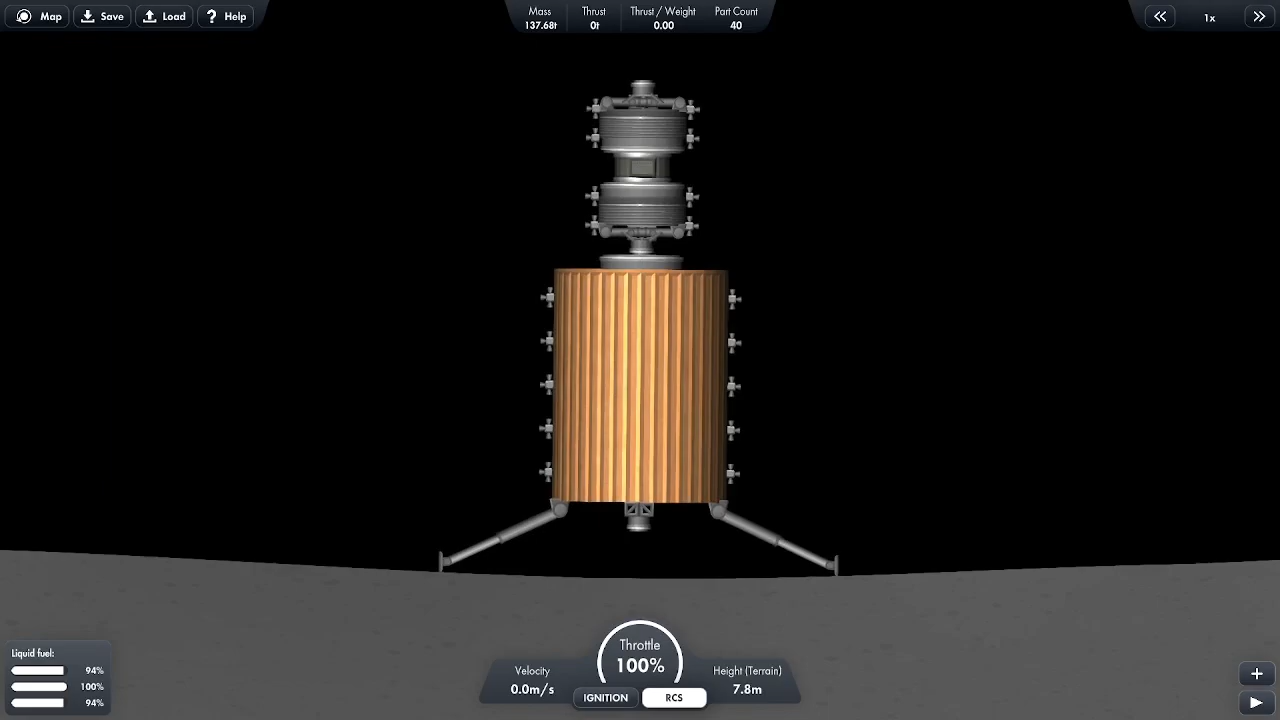 Map
Save
Load
Help
Mass
137.68t
Thrust
0t
Thrust / Weight
0.00
Part Count
40
1x
Liquid fuel:
94%
100%
94%
Throttle
100%
Velocity
0.0m/s
Height (Terrain)
7.8m
IGNITION
RCS